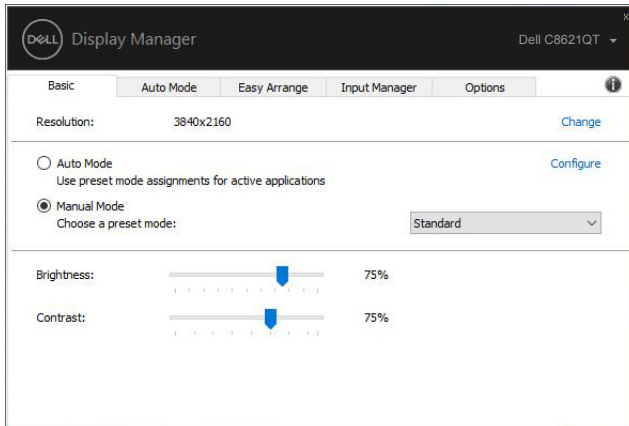 x
DELL Display Manager Dell C8621QT
Basic Auto Mode Easy Arrange Input Manager Options
Resolution: 3840x2160 Change
Auto Mode Configure
Use preset mode assignments for active applications
Manual Mode
Choose a preset mode: Standard
Brightness: 75%
Contrast: 75%